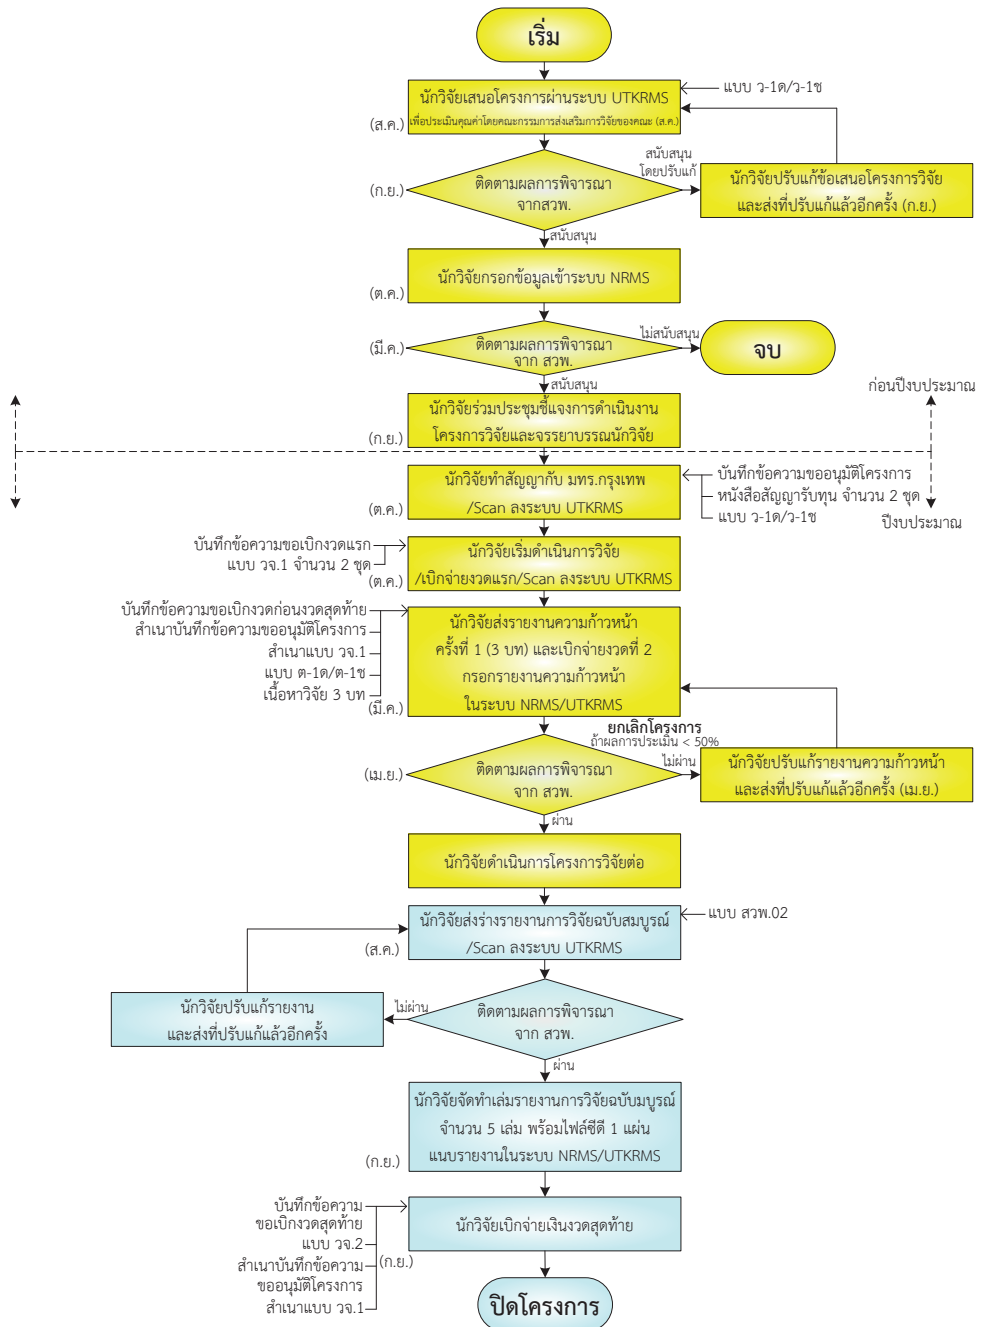 เริ่ม
นักวิจัยเสนอโครงการผ่านระบบ UTKRMS
เพื่อประเมินคุณค่าโดยคณะกรรมการส่งเสริมการวิจัยของคณะ (ส.ค.)
(ส.ค.)
แบบ ว-1ด/ว-1ช
ติดตามผลการพิจารณา
จากสวพ.
(ก.ย.)
สนับสนุน
โดยปรับแก้
นักวิจัยปรับแก้ข้อเสนอโครงการวิจัย
และส่งที่ปรับแก้แล้วอีกครั้ง (ก.ย.)
สนับสนุน
นักวิจัยกรอกข้อมูลเข้าระบบ NRMS
(ต.ค.)
ติดตามผลการพิจารณา
จาก สวพ.
(มี.ค.)
ไม่สนับสนุน
จบ
สนับสนุน
นักวิจัยร่วมประชุมชี้แจงการดำเนินงาน
โครงการวิจัยและจรรยาบรรณนักวิจัย
(ก.ย.)
ก่อนปีงบประมาณ
ปีงบประมาณ
นักวิจัยทำสัญญากับ มทร.กรุงเทพ
/Scan ลงระบบ UTKRMS
(ต.ค.)
บันทึกข้อความขออนุมัติโครงการ
หนังสือสัญญารับทุน จำนวน 2 ชุด
แบบ ว-1ด/ว-1ช
บันทึกข้อความขอเบิกงวดแรก
แบบ วจ.1 จำนวน 2 ชุด
นักวิจัยเริ่มดำเนินการวิจัย
/เบิกจ่ายงวดแรก/Scan ลงระบบ UTKRMS
(ต.ค.)
บันทึกข้อความขอเบิกงวดก่อนงวดสุดท้าย
สำเนาบันทึกข้อความขออนุมัติโครงการ
สำเนาแบบ วจ.1
แบบ ต-1ด/ต-1ช
เนื้อหาวิจัย 3 บท
นักวิจัยส่งรายงานความก้าวหน้า
ครั้งที่ 1 (3 บท) และเบิกจ่ายงวดที่ 2
กรอกรายงานความก้าวหน้า
ในระบบ NRMS/UTKRMS
(มี.ค.)
ยกเลิกโครงการ
ถ้าผลการประเมิน < 50%
ไม่ผ่าน
ติดตามผลการพิจารณา
จาก สวพ.
(เม.ย.)
นักวิจัยปรับแก้รายงานความก้าวหน้า
และส่งที่ปรับแก้แล้วอีกครั้ง (เม.ย.)
ผ่าน
นักวิจัยดำเนินการโครงการวิจัยต่อ
นักวิจัยส่งร่างรายงานการวิจัยฉบับสมบูรณ์
/Scan ลงระบบ UTKRMS
(ส.ค.)
แบบ สวพ.02
นักวิจัยปรับแก้รายงาน
และส่งที่ปรับแก้แล้วอีกครั้ง
ไม่ผ่าน
ติดตามผลการพิจารณา
จาก สวพ.
ผ่าน
นักวิจัยจัดทำเล่มรายงานการวิจัยฉบับมบูรณ์
จำนวน 5 เล่ม พร้อมไฟล์ซีดี 1 แผ่น
แนบรายงานในระบบ NRMS/UTKRMS
(ก.ย.)
บันทึกข้อความ
ขอเบิกงวดสุดท้าย
แบบ วจ.2
สำเนาบันทึกข้อความ
ขออนุมัติโครงการ
สำเนาแบบ วจ.1
(ก.ย.)
นักวิจัยเบิกจ่ายเงินงวดสุดท้าย
ปิดโครงการ